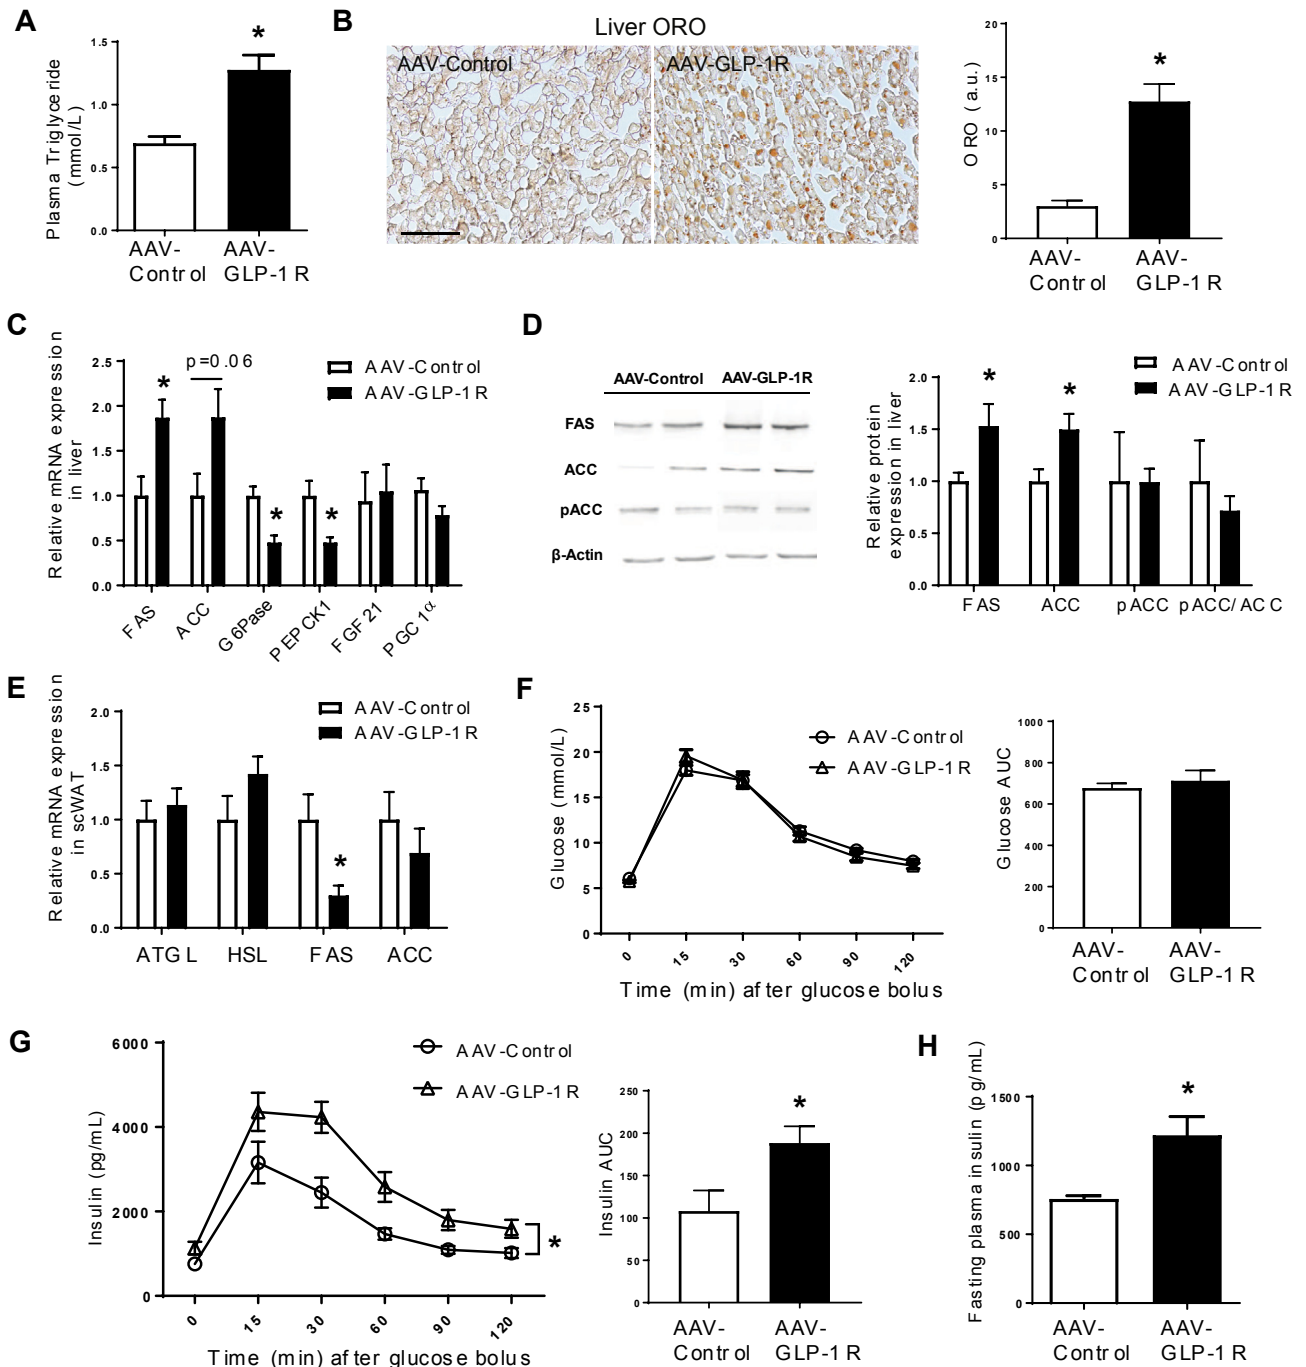 A
Plasma Triglyceride
(mmol/L)
1.5
1.0
0.5
0.0
*
AAV-
Control
AAV-
GLP-1R
B
Liver ORO
AAV-Control
AAV-GLP-1R
ORO (a.u.)
20
15
10
5
0
*
AAV-
Control
AAV-
GLP-1R
C
Relative mRNA expression
in liver
2.5
2.0
1.5
1.0
0.5
0.0
p=0.06
*
*
*
AAV-Control
AAV-GLP-1R
FAS
ACC
G6Pase
PEPCK1
FGF21
PGC1α
D
AAV-Control
AAV-GLP-1R
FAS
ACC
pACC
β-Actin
Relative protein
expression in liver
2.0
1.5
1.0
0.5
0.0
*
*
AAV-Control
AAV-GLP-1R
FAS
ACC
pACC
pACC/ACC
E
Relative mRNA expression
in scWAT
2.0
1.5
1.0
0.5
0.0
*
AAV-Control
AAV-GLP-1R
ATGL
HSL
FAS
ACC
F
Glucose (mmol/L)
25
20
15
10
5
0
AAV-Control
AAV-GLP-1R
0
15
30
60
90
120
Time (min) after glucose bolus
Glucose AUC
1000
800
600
400
200
0
AAV-
Control
AAV-
GLP-1R
G
Insulin (pg/mL)
6000
4000
2000
0
AAV-Control
AAV-GLP-1R
*
0
15
30
60
90
120
Time (min) after glucose bolus
Insulin AUC
250
200
150
100
50
0
*
AAV-
Control
AAV-
GLP-1R
H
Fasting plasma insulin (pg/mL)
1500
1000
500
0
*
AAV-
Control
AAV-
GLP-1R